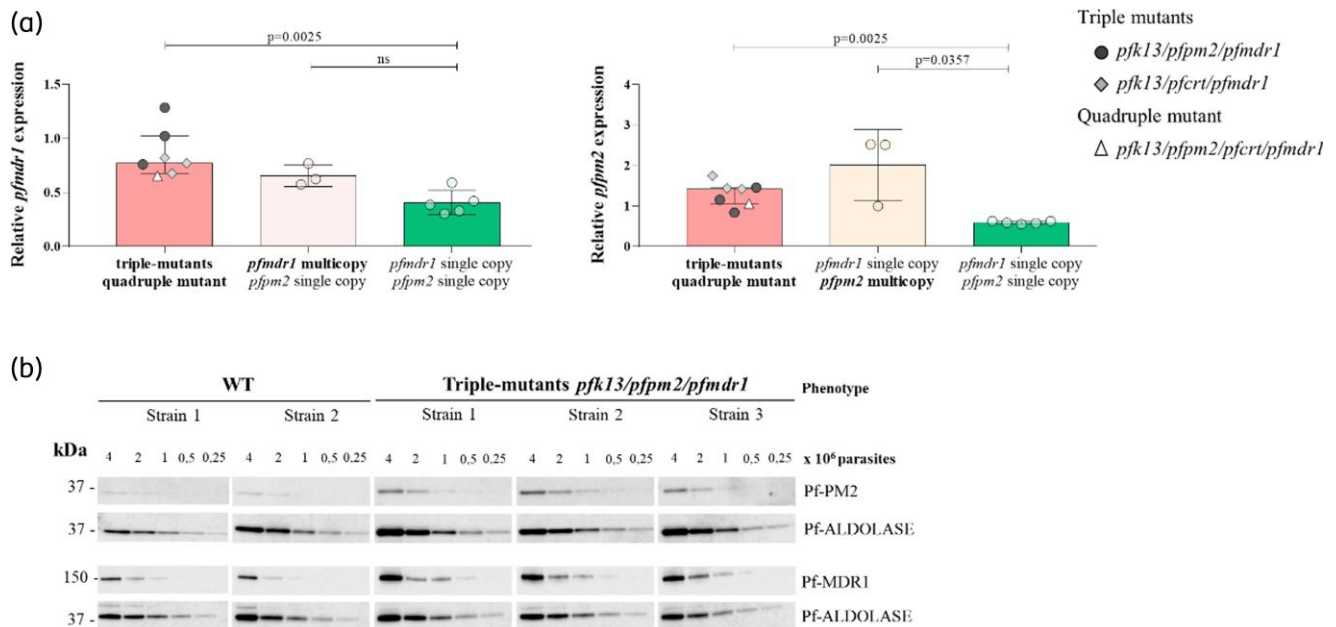 (a)
p=0.0025
ns
Relative pfmdr1 expression
1.5
1.0
0.5
0.0
triple-mutants
quadruple mutant
pfmdr1 multicopy
pfpm2 single copy
pfmdr1 single copy
pfpm2 single copy
p=0.0025
p=0.0357
Relative pfpm2 expression
4
3
2
1
0
triple-mutants
quadruple mutant
pfmdr1 single copy
pfpm2 multicopy
pfmdr1 single copy
pfpm2 single copy
Triple mutants
pfk13/pfpm2/pfmdr1
pfk13/pfcrt/pfmdr1
Quadruple mutant
pfk13/pfpm2/pfcrt/pfmdr1
(b)
WT Triple-mutants pfk13/pfpm2/pfmdr1 Phenotype
Strain 1 Strain 2 Strain 1 Strain 2 Strain 3
kDa 4 2 1 0,5 0,25 4 2 1 0,5 0,25 4 2 1 0,5 0,25 4 2 1 0,5 0,25 4 2 1 0,5 0,25 x 10⁶ parasites
37 - Pf-PM2
37 - Pf-ALDOLASE
150 - Pf-MDR1
37 - Pf-ALDOLASE